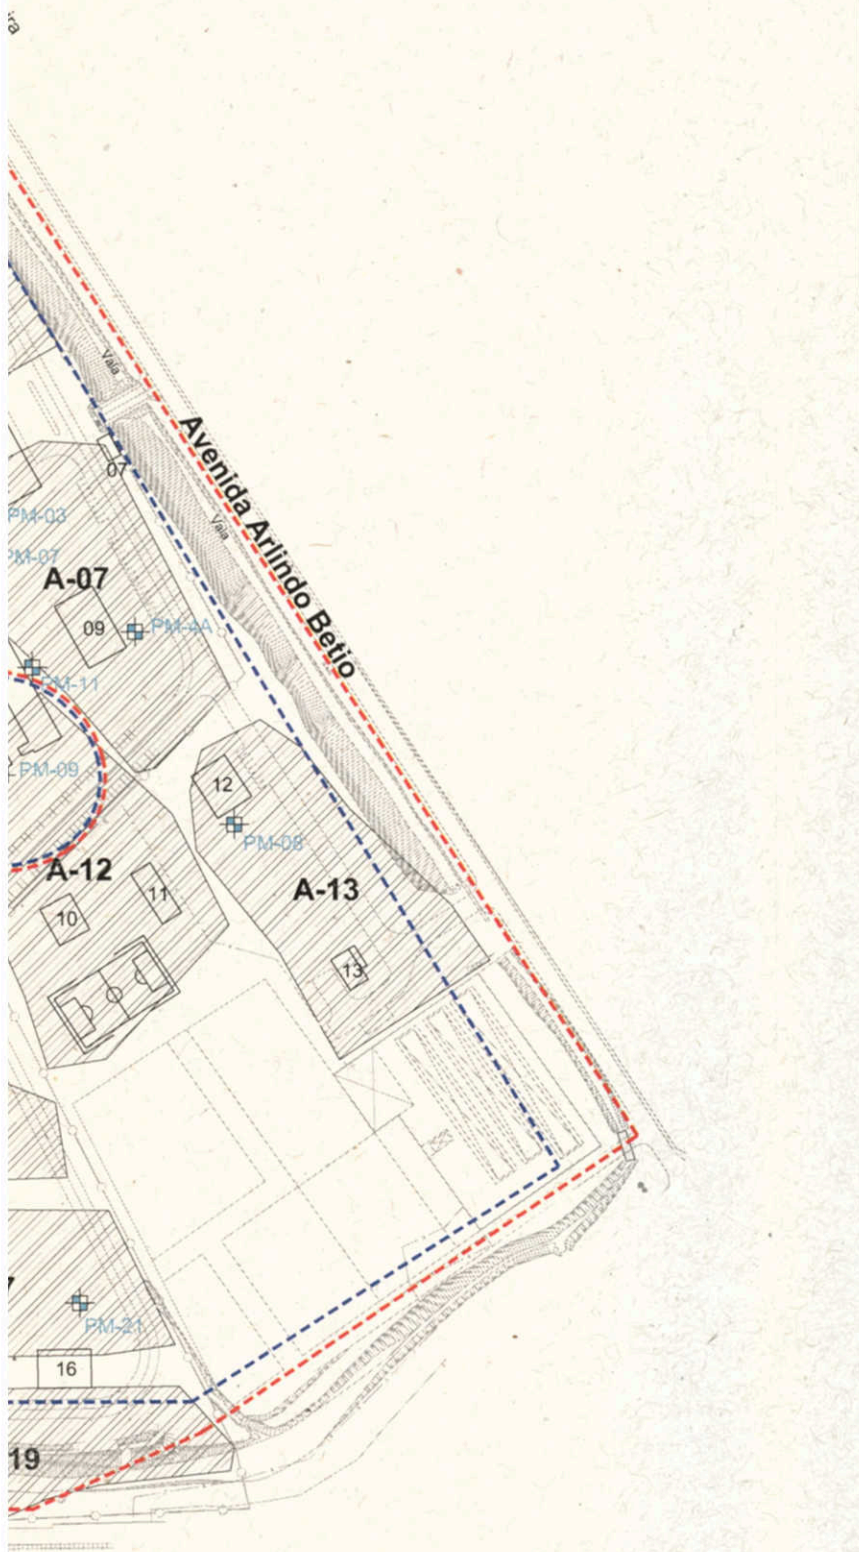 Vala
Avenida Arlindo Betio
07
PM-03
Vala
PM-07
A-07
09
PM-4A
PM-11
PM-09
12
PM-08
A-12
A-13
11
10
13
PM-21
16
19